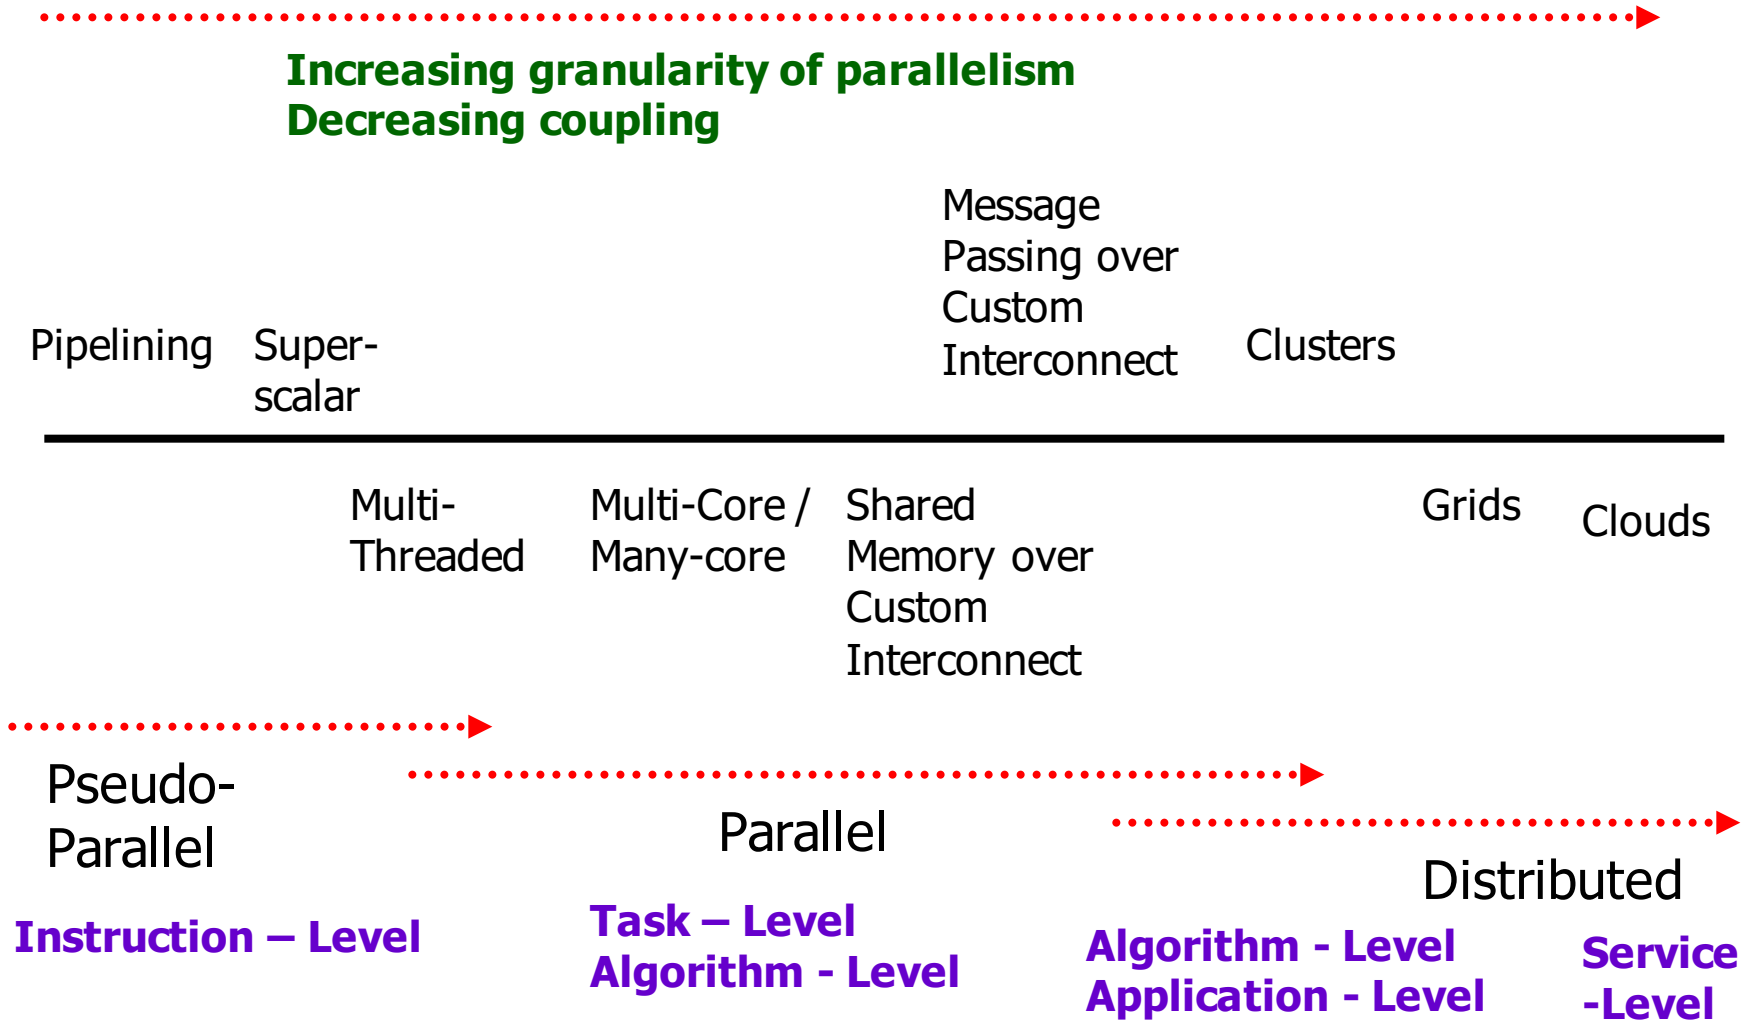 Increasing granularity of parallelism
Decreasing coupling
Message
Passing over
Custom
Interconnect
Pipelining
Super-
scalar
Clusters
Multi-
Threaded
Multi-Core /
Many-core
Shared
Memory over
Custom
Interconnect
Grids
Clouds
Pseudo-
Parallel
Parallel
Distributed
Instruction – Level
Task – Level
Algorithm - Level
Algorithm - Level
Application - Level
Service
-Level